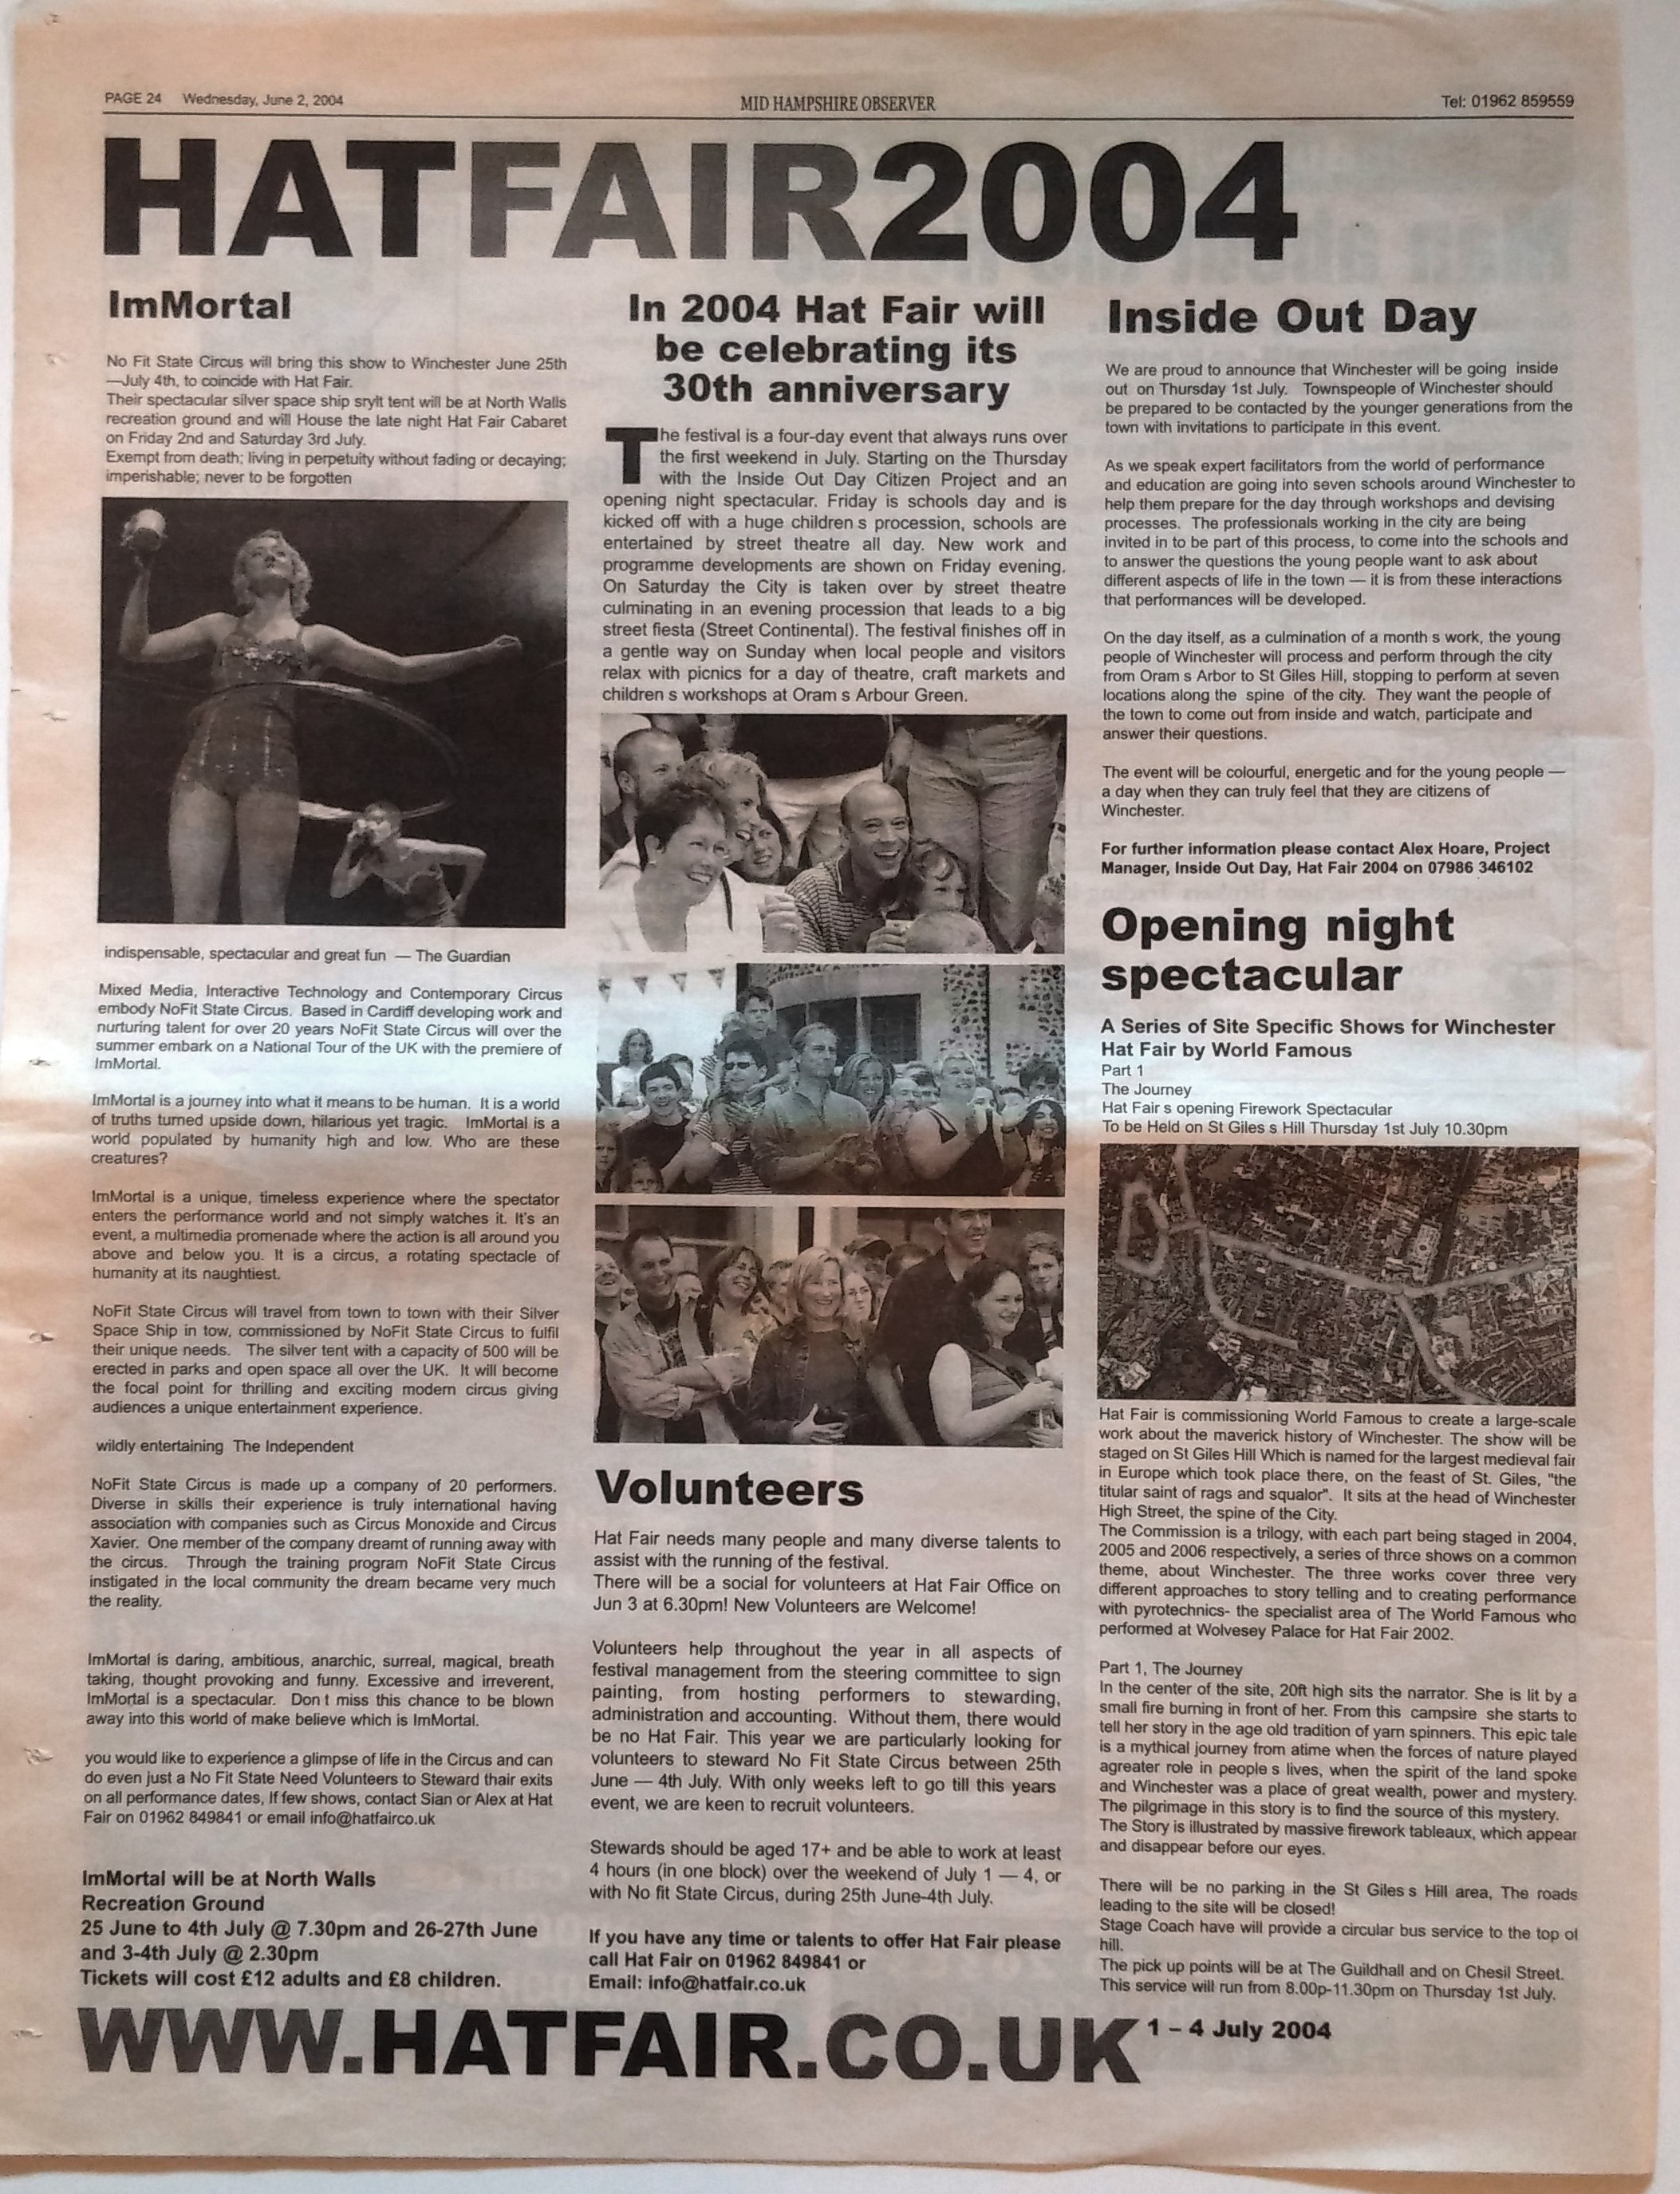 PAGE 24 Wednesday, June 2, 2004
MID HAMPSHIRE OBSERVER
Tel: 01962 859559
HATFAIR2004
ImMortal
No Fit State Circus will bring this show to Winchester June 25th
—July 4th, to coincide with Hat Fair.
Their spectacular silver space ship srylt tent will be at North Walls
recreation ground and will House the late night Hat Fair Cabaret
on Friday 2nd and Saturday 3rd July.
Exempt from death; living in perpetuity without fading or decaying;
imperishable; never to be forgotten
indispensable, spectacular and great fun — The Guardian
Mixed Media, Interactive Technology and Contemporary Circus
embody NoFit State Circus. Based in Cardiff developing work and
nurturing talent for over 20 years NoFit State Circus will over the
summer embark on a National Tour of the UK with the premiere of
ImMortal.
ImMortal is a journey into what it means to be human. It is a world
of truths turned upside down, hilarious yet tragic. ImMortal is a
world populated by humanity high and low. Who are these
creatures?
ImMortal is a unique, timeless experience where the spectator
enters the performance world and not simply watches it. It's an
event, a multimedia promenade where the action is all around you
above and below you. It is a circus, a rotating spectacle of
humanity at its naughtiest.
NoFit State Circus will travel from town to town with their Silver
Space Ship in tow, commissioned by NoFit State Circus to fulfil
their unique needs. The silver tent with a capacity of 500 will be
erected in parks and open space all over the UK. It will become
the focal point for thrilling and exciting modern circus giving
audiences a unique entertainment experience.
wildly entertaining The Independent
NoFit State Circus is made up a company of 20 performers.
Diverse in skills their experience is truly international having
association with companies such as Circus Monoxide and Circus
Xavier. One member of the company dreamt of running away with
the circus. Through the training program NoFit State Circus
instigated in the local community the dream became very much
the reality.
ImMortal is daring, ambitious, anarchic, surreal, magical, breath
taking, thought provoking and funny. Excessive and irreverent,
ImMortal is a spectacular. Don t miss this chance to be blown
away into this world of make believe which is ImMortal.
you would like to experience a glimpse of life in the Circus and can
do even just a No Fit State Need Volunteers to Steward thair exits
on all performance dates, If few shows, contact Sian or Alex at Hat
Fair on 01962 849841 or email info@hatfairco.uk
ImMortal will be at North Walls
Recreation Ground
25 June to 4th July @ 7.30pm and 26-27th June
and 3-4th July @ 2.30pm
Tickets will cost £12 adults and £8 children.
In 2004 Hat Fair will
be celebrating its
30th anniversary
The festival is a four-day event that always runs over
the first weekend in July. Starting on the Thursday
with the Inside Out Day Citizen Project and an
opening night spectacular. Friday is schools day and is
kicked off with a huge children s procession, schools are
entertained by street theatre all day. New work and
programme developments are shown on Friday evening.
On Saturday the City is taken over by street theatre
culminating in an evening procession that leads to a big
street fiesta (Street Continental). The festival finishes off in
a gentle way on Sunday when local people and visitors
relax with picnics for a day of theatre, craft markets and
children s workshops at Oram s Arbour Green.
Volunteers
Hat Fair needs many people and many diverse talents to
assist with the running of the festival.
There will be a social for volunteers at Hat Fair Office on
Jun 3 at 6.30pm! New Volunteers are Welcome!
Volunteers help throughout the year in all aspects of
festival management from the steering committee to sign
painting, from hosting performers to stewarding,
administration and accounting. Without them, there would
be no Hat Fair. This year we are particularly looking for
volunteers to steward No Fit State Circus between 25th
June — 4th July. With only weeks left to go till this years
event, we are keen to recruit volunteers.
Stewards should be aged 17+ and be able to work at least
4 hours (in one block) over the weekend of July 1 — 4, or
with No fit State Circus, during 25th June-4th July.
If you have any time or talents to offer Hat Fair please
call Hat Fair on 01962 849841 or
Email: info@hatfair.co.uk
Inside Out Day
We are proud to announce that Winchester will be going inside
out on Thursday 1st July. Townspeople of Winchester should
be prepared to be contacted by the younger generations from the
town with invitations to participate in this event.
As we speak expert facilitators from the world of performance
and education are going into seven schools around Winchester to
help them prepare for the day through workshops and devising
processes. The professionals working in the city are being
invited in to be part of this process, to come into the schools and
to answer the questions the young people want to ask about
different aspects of life in the town — it is from these interactions
that performances will be developed.
On the day itself, as a culmination of a month s work, the young
people of Winchester will process and perform through the city
from Oram s Arbor to St Giles Hill, stopping to perform at seven
locations along the spine of the city. They want the people of
the town to come out from inside and watch, participate and
answer their questions.
The event will be colourful, energetic and for the young people —
a day when they can truly feel that they are citizens of
Winchester.
For further information please contact Alex Hoare, Project
Manager, Inside Out Day, Hat Fair 2004 on 07986 346102
Opening night
spectacular
A Series of Site Specific Shows for Winchester
Hat Fair by World Famous
Part 1
The Journey
Hat Fair s opening Firework Spectacular
To be Held on St Giles s Hill Thursday 1st July 10.30pm
Hat Fair is commissioning World Famous to create a large-scale
work about the maverick history of Winchester. The show will be
staged on St Giles Hill Which is named for the largest medieval fair
in Europe which took place there, on the feast of St. Giles, "the
titular saint of rags and squalor". It sits at the head of Winchester
High Street, the spine of the City.
The Commission is a trilogy, with each part being staged in 2004,
2005 and 2006 respectively, a series of three shows on a common
theme, about Winchester. The three works cover three very
different approaches to story telling and to creating performance
with pyrotechnics- the specialist area of The World Famous who
performed at Wolvesey Palace for Hat Fair 2002.
Part 1, The Journey
In the center of the site, 20ft high sits the narrator. She is lit by a
small fire burning in front of her. From this campsire she starts to
tell her story in the age old tradition of yarn spinners. This epic tale
is a mythical journey from atime when the forces of nature played
agreater role in people s lives, when the spirit of the land spoke
and Winchester was a place of great wealth, power and mystery.
The pilgrimage in this story is to find the source of this mystery.
The Story is illustrated by massive firework tableaux, which appear
and disappear before our eyes.
There will be no parking in the St Giles s Hill area, The roads
leading to the site will be closed!
Stage Coach have will provide a circular bus service to the top of
hill.
The pick up points will be at The Guildhall and on Chesil Street.
This service will run from 8.00p-11.30pm on Thursday 1st July.
WWW.HATFAIR.CO.UK 1 – 4 July 2004